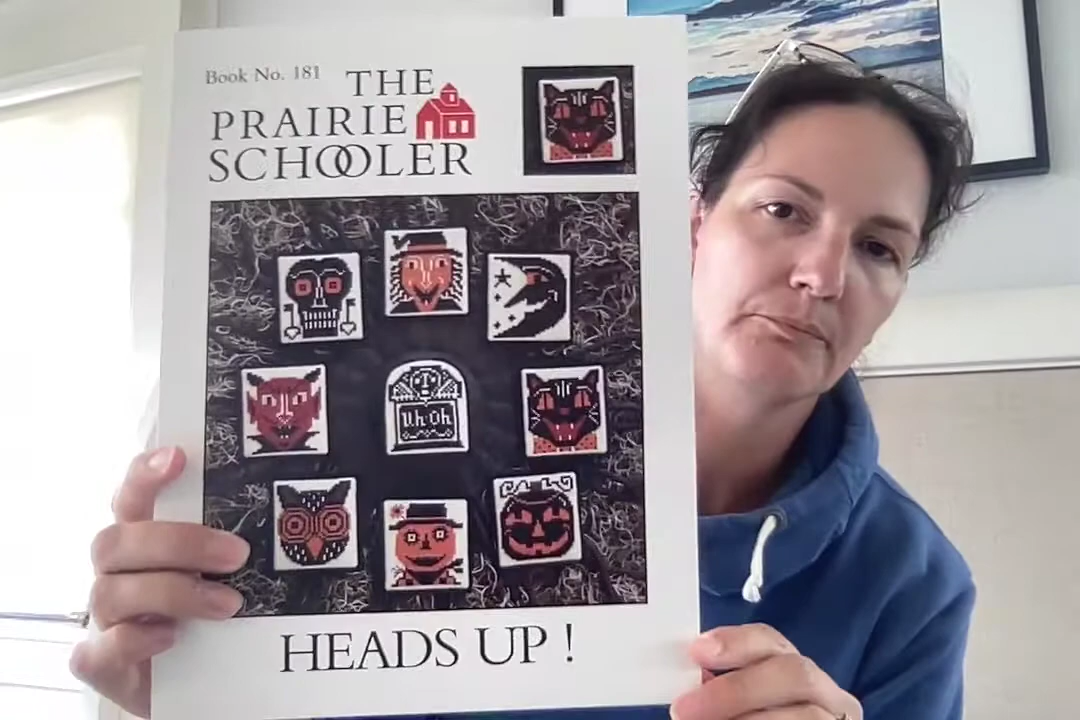 Book No. 181
THE
PRAIRIE
SCHOOLER
Uh·Oh
HEADS UP !